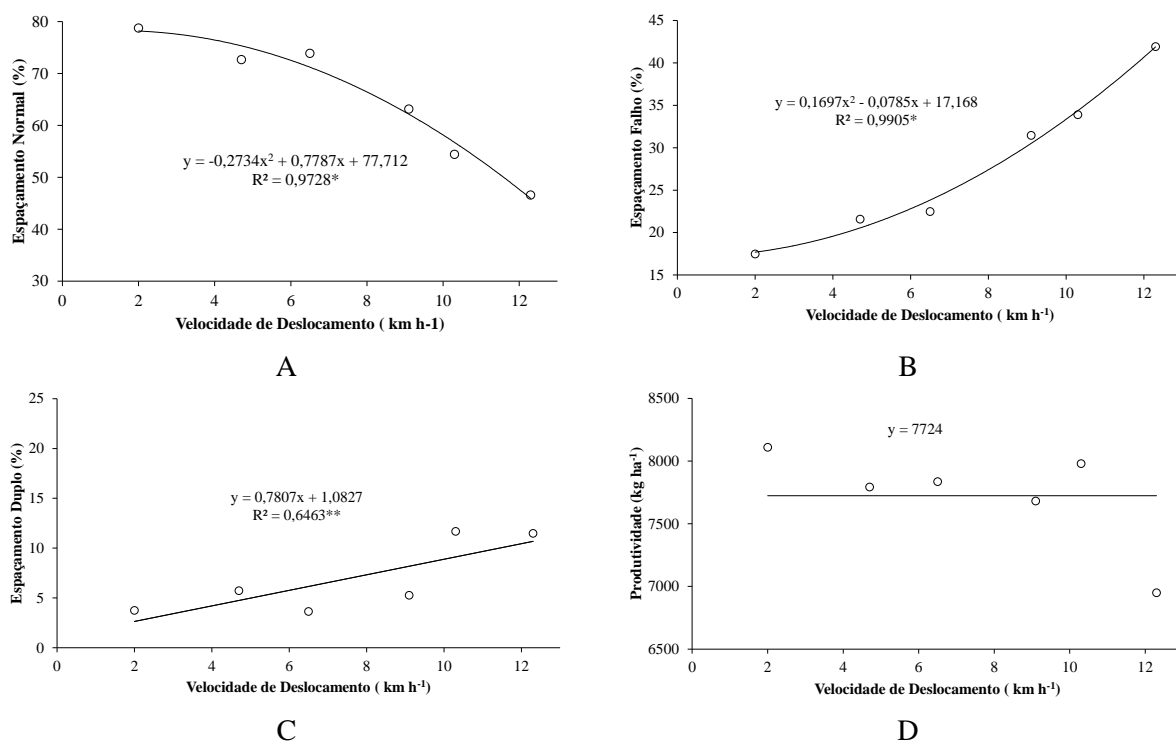 Espaçamento Normal (%)
80
70
60
50
40
30
y = -0,2734x² + 0,7787x + 77,712
R² = 0,9728*
0 2 4 6 8 10 12
Velocidade de Deslocamento ( km h-1)
A
Espaçamento Falho (%)
45
40
35
30
25
20
15
y = 0,1697x² - 0,0785x + 17,168
R² = 0,9905*
0 2 4 6 8 10 12
Velocidade de Deslocamento ( km h⁻¹)
B
Espaçamento Duplo (%)
25
20
15
10
5
0
y = 0,7807x + 1,0827
R² = 0,6463**
0 2 4 6 8 10 12
Velocidade de Deslocamento ( km h⁻¹)
C
Produtividade (kg ha⁻¹)
8500
8000
7500
7000
6500
y = 7724
0 2 4 6 8 10 12
Velocidade de Deslocamento ( km h⁻¹)
D